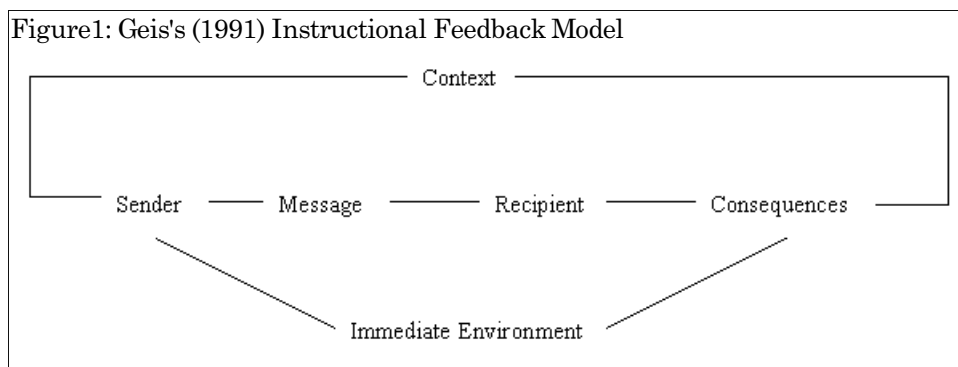 Figure1: Geis's (1991) Instructional Feedback Model
Context
Sender Message Recipient Consequences
Immediate Environment